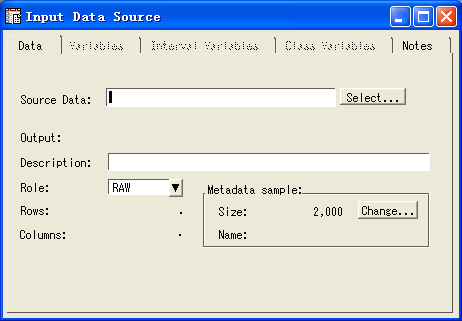 Input Data Source
Data Variables Interval Variables Class Variables Notes
Source Data: Select...
Output:
Description:
Role: RAW Metadata sample:
Rows: . Size: 2,000 Change...
Columns: . Name: